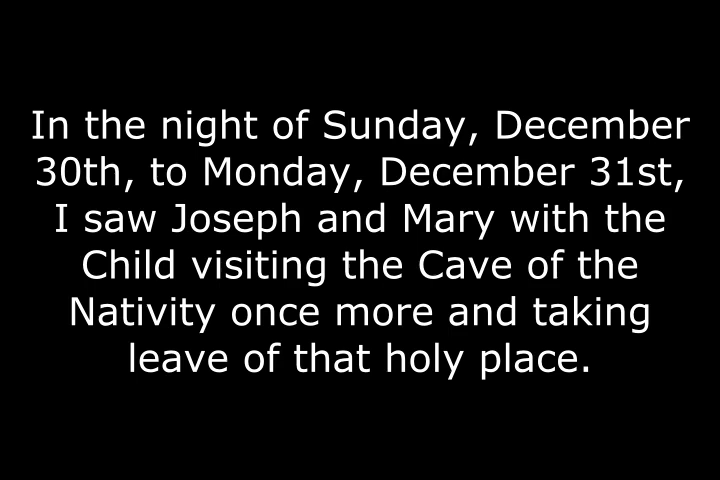 In the night of Sunday, December
30th, to Monday, December 31st,
I saw Joseph and Mary with the
Child visiting the Cave of the
Nativity once more and taking
leave of that holy place.